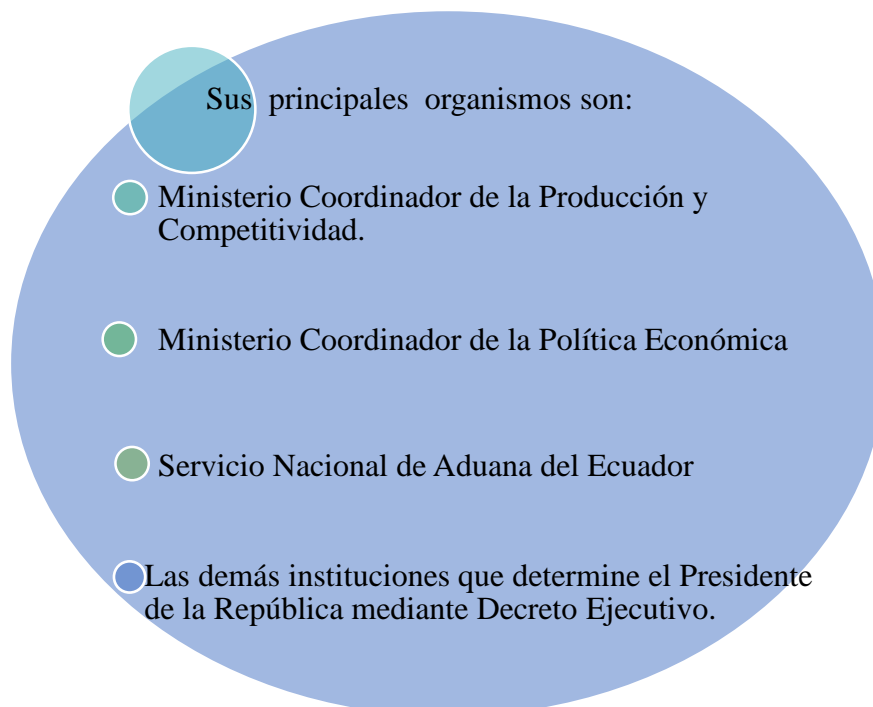 Sus principales organismos son:
Ministerio Coordinador de la Producción y
Competitividad.
Ministerio Coordinador de la Política Económica
Servicio Nacional de Aduana del Ecuador
Las demás instituciones que determine el Presidente
de la República mediante Decreto Ejecutivo.